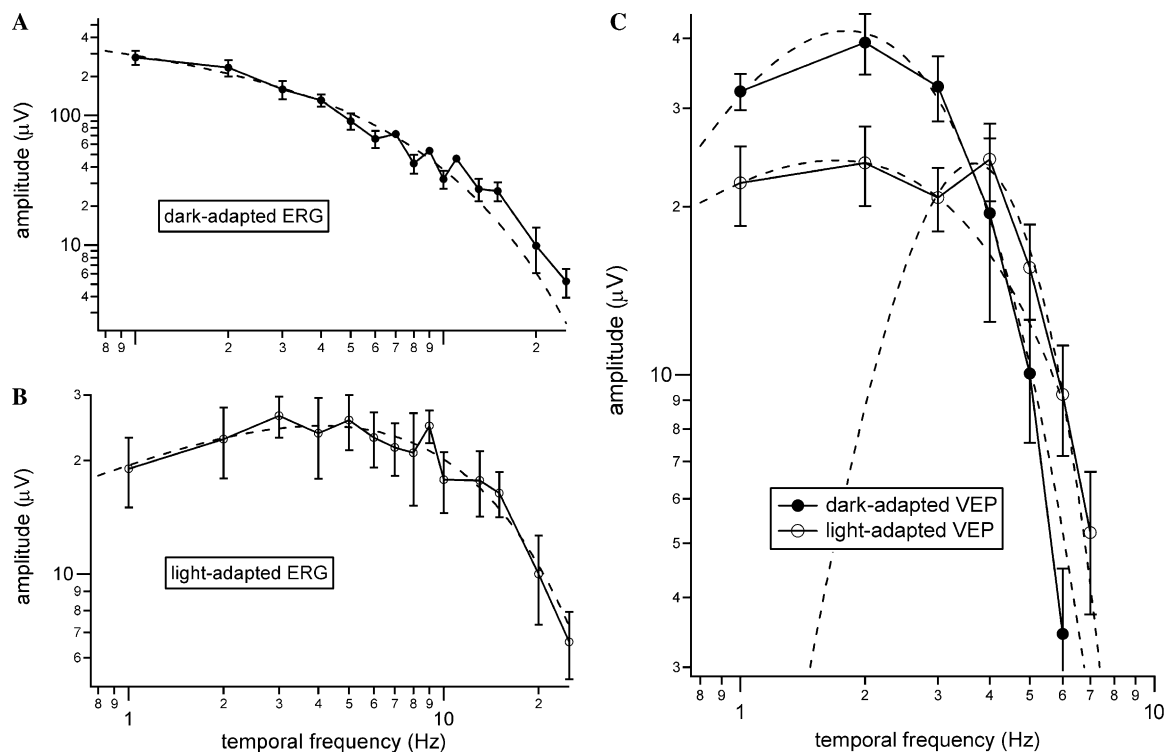 A
4
2
100
8
6
4
2
10
8
6
4
3
amplitude (µV)
dark-adapted ERG
8 9 2 3 4 5 6 7 8 9 2
B
3
2
10
9
8
7
6
amplitude (µV)
light-adapted ERG
8 9 2 3 4 5 6 7 8 9 2
1 10
temporal frequency (Hz)
C
4
3
2
10
9
8
7
6
5
4
3
amplitude (µV)
dark-adapted VEP
light-adapted VEP
8 9 2 3 4 5 6 7 8 9
1 10
temporal frequency (Hz)